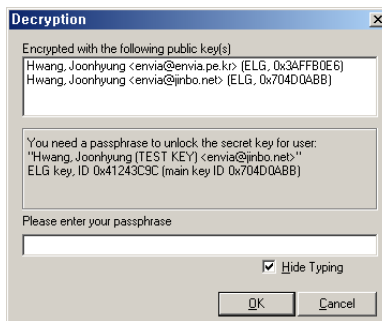 Decryption
Encrypted with the following public key(s)
Hwang, Joonhyung <envia@envia.pe.kr> (ELG, 0x3AFFB0E6)
Hwang, Joonhyung <envia@jinbo.net> (ELG, 0x704D0ABB)
You need a passphrase to unlock the secret key for user:
"Hwang, Joonhyung (TEST KEY) <envia@jinbo.net>"
ELG key, ID 0x41243C9C (main key ID 0x704D0ABB)
Please enter your passphrase
Hide Typing
OK
Cancel